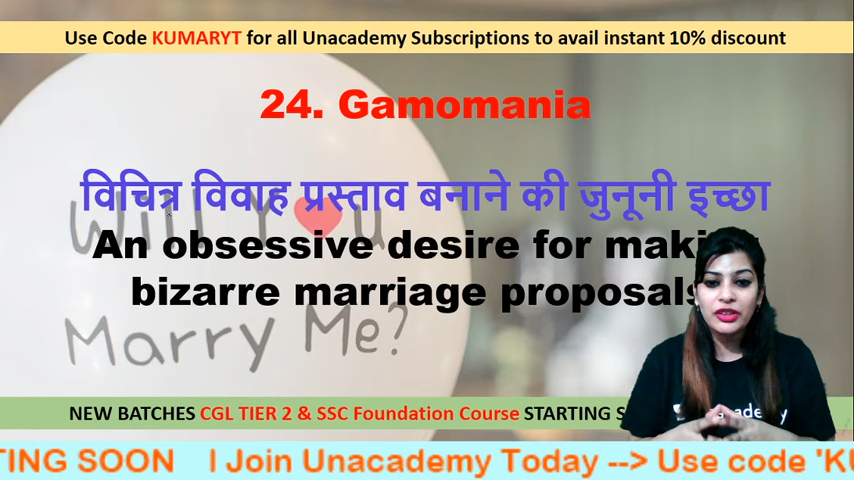 Use Code KUMARYT for all Unacademy Subscriptions to avail instant 10% discount
24. Gamomania
विचित्र विवाह प्रस्ताव बनाने की जुनूनी इच्छा
Will Y u
An obsessive desire for maki
bizarre marriage proposals
Marry Me?
NEW BATCHES CGL TIER 2 & SSC Foundation Course STARTING S
TING SOON I Join Unacademy Today --> Use code 'KU